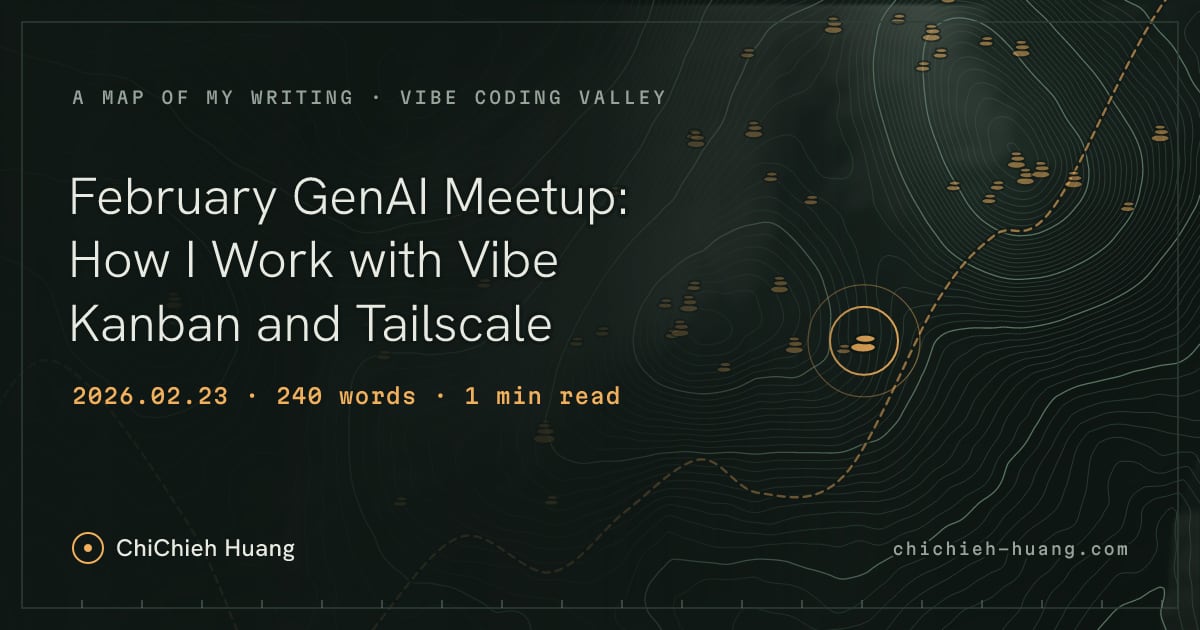 A MAP OF MY WRITING · VIBE CODING VALLEY
February GenAI Meetup:
How I Work with Vibe
Kanban and Tailscale
2026.02.23 · 240 words · 1 min read
ChiChieh Huang
chichieh-huang.com